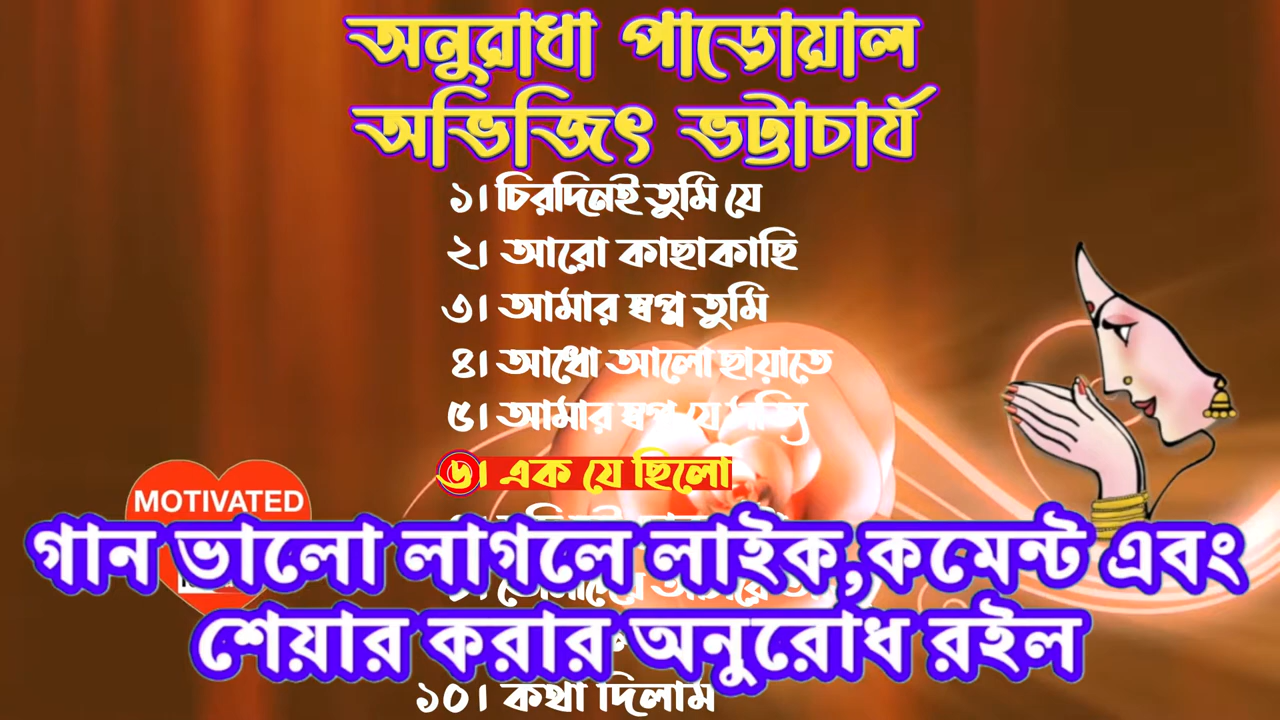 অনুরাধা পাড়োয়াল
অভিজিৎ ভট্টাচার্য
১। চিরদিনই তুমি যে
২। আরো কাছাকাছি
৩। আমার স্বপ্ন তুমি
৪। আধো আলো ছায়াতে
৫। আমার স্বপ্ন যে সত্যি
৬। এক যে ছিলো
MOTIVATED
গান ভালো লাগলে লাইক,কমেন্ট এবং
শেয়ার করার অনুরোধ রইল
১০। কথা দিলাম